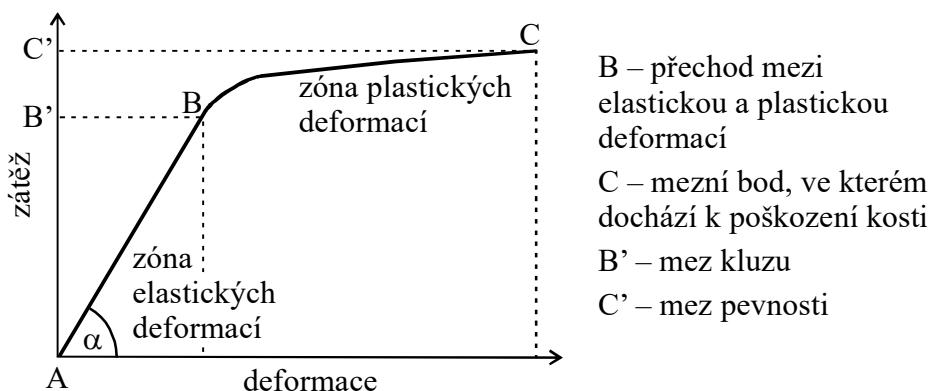 C
C’
B
B’
zóna plastických
deformací
zátěž
zóna
elastických
deformací
α
A
deformace
B – přechod mezi
elastickou a plastickou
deformací
C – mezní bod, ve kterém
dochází k poškození kosti
B’ – mez kluzu
C’ – mez pevnosti